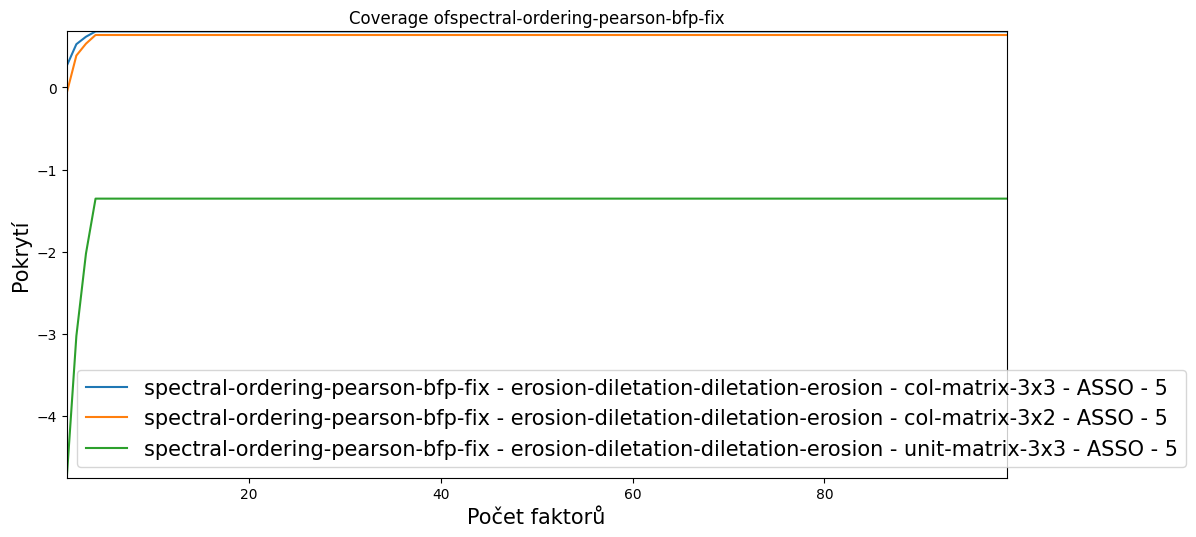 Coverage ofspectral-ordering-pearson-bfp-fix
Pokrytí
0
−1
−2
−3
−4
spectral-ordering-pearson-bfp-fix - erosion-diletation-diletation-erosion - col-matrix-3x3 - ASSO - 5
spectral-ordering-pearson-bfp-fix - erosion-diletation-diletation-erosion - col-matrix-3x2 - ASSO - 5
spectral-ordering-pearson-bfp-fix - erosion-diletation-diletation-erosion - unit-matrix-3x3 - ASSO - 5
20 40 60 80
Počet faktorů